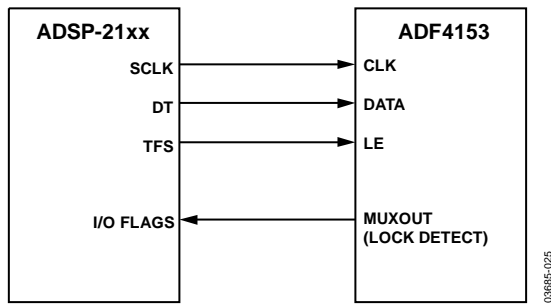 ADSP-21xx
ADF4153
SCLK
CLK
DT
DATA
TFS
LE
I/O FLAGS
MUXOUT
(LOCK DETECT)
03685-025